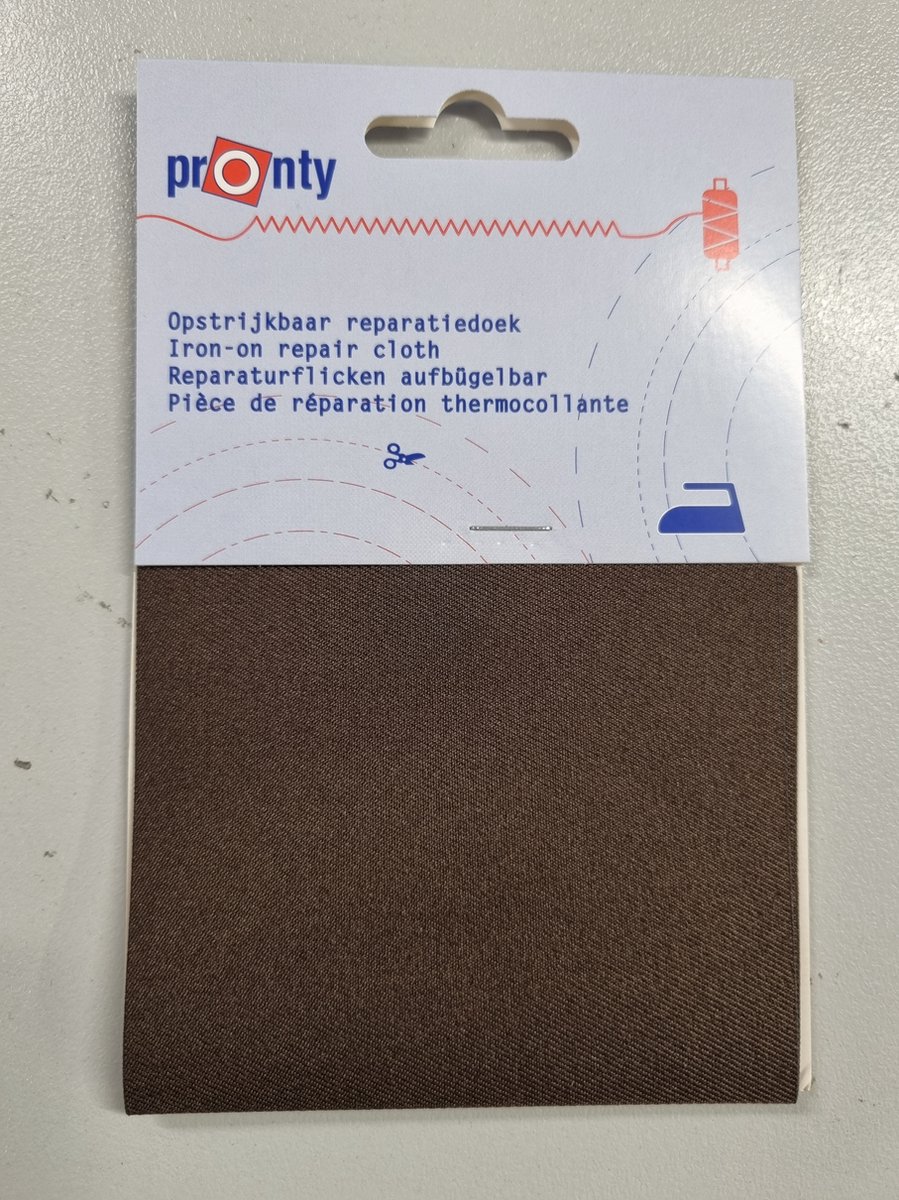 pronty
Opstrijkbaar reparatiedoek
Iron-on repair cloth
Reparaturflicken aufbügelbar
Pièce de réparation thermocollante